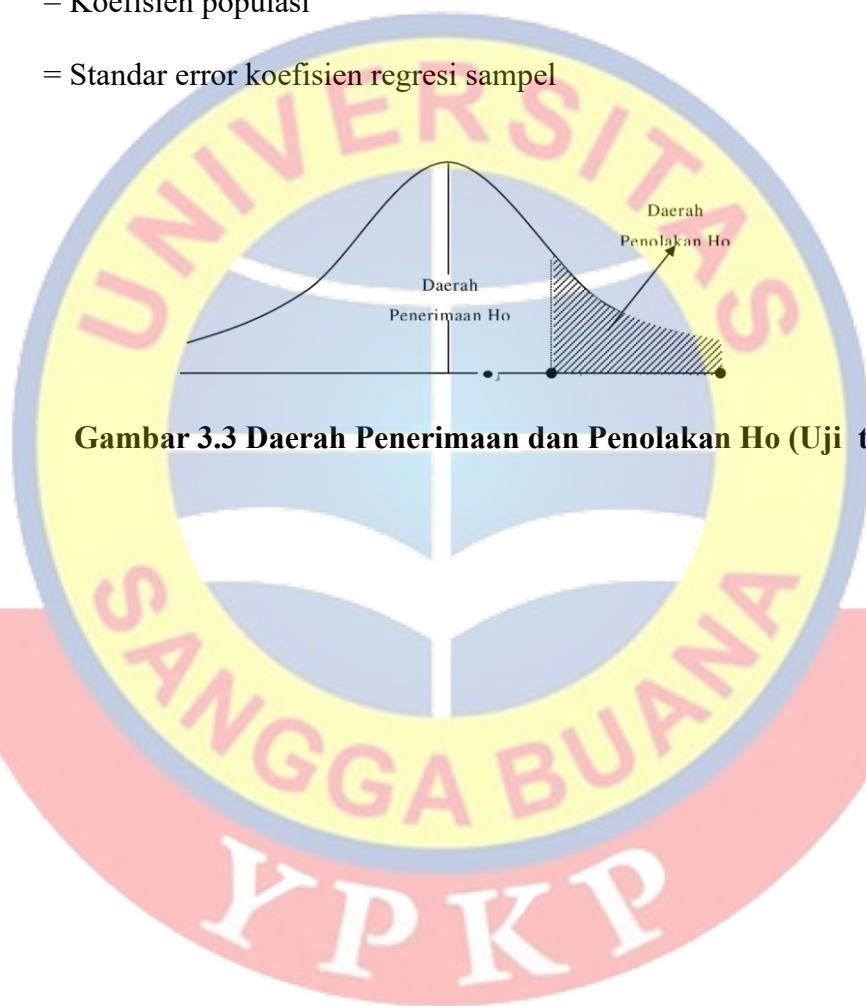 = Koefisien populasi
= Standar error koefisien regresi sampel
Daerah
Penolakan Ho
Daerah
Penerimaan Ho
Gambar 3.3 Daerah Penerimaan dan Penolakan Ho (Uji t
UNIVERSITAS
SANGGA BUANA
YPKP